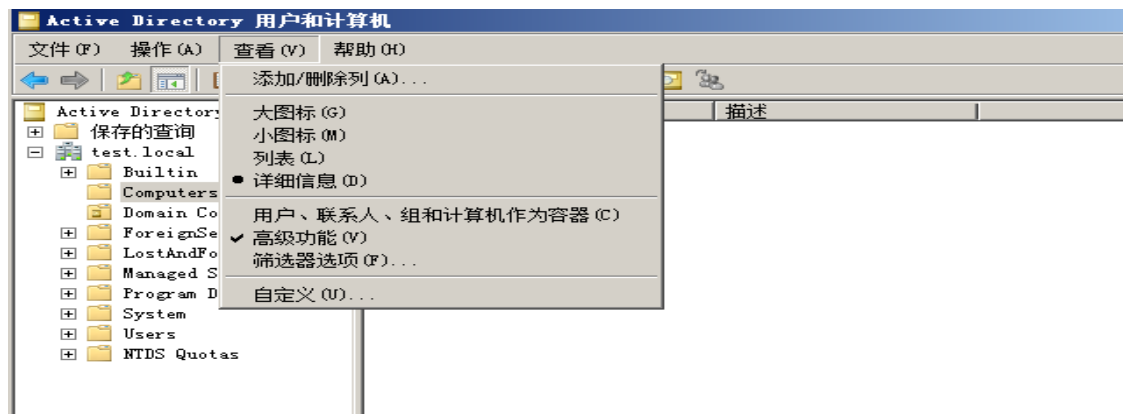 Active Directory 用户和计算机
文件(F) 操作(A) 查看(V) 帮助(H)
添加/删除列(A)...
大图标(G)
小图标(M)
列表(L)
详细信息(D)
用户、联系人、组和计算机作为容器(C)
高级功能(V)
筛选器选项(F)...
自定义(U)...
描述
Active Director
保存的查询
test.local
Builtin
Computers
Domain Co
ForeignSe
LostAndFo
Managed S
Program D
System
Users
NTDS Quotas